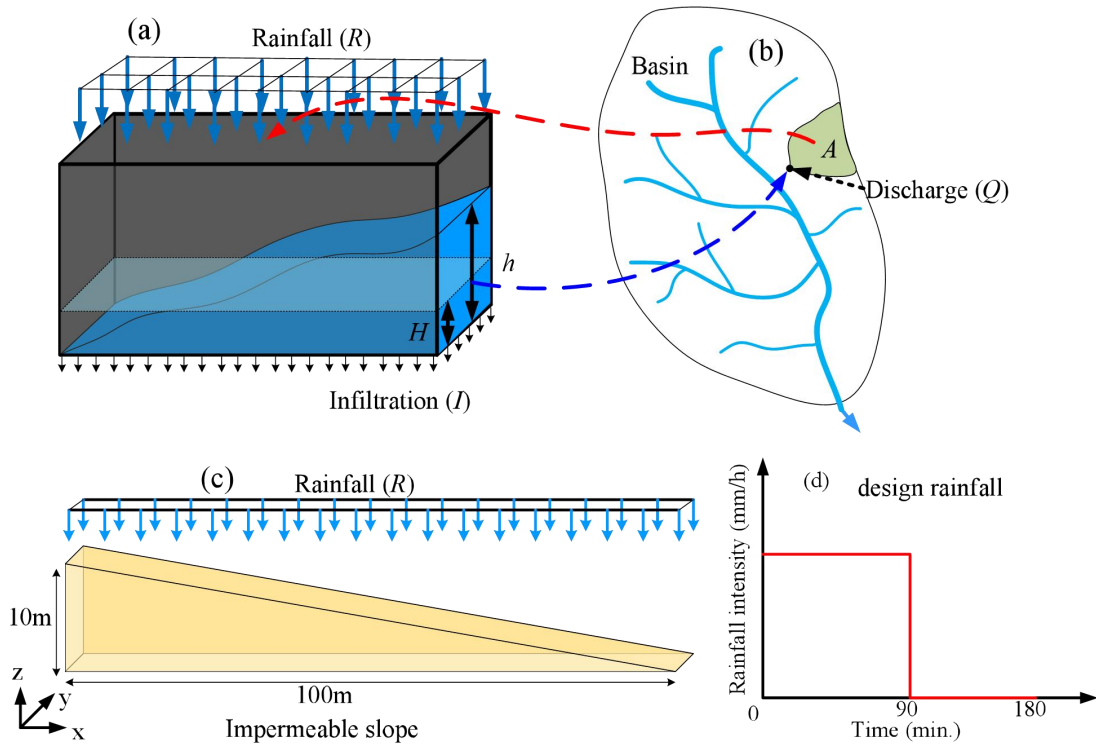 (a)
Rainfall (R)
h
H
Infiltration (I)
(b)
Basin
A
Discharge (Q)
(c)
Rainfall (R)
10m
100m
z
y
x
Impermeable slope
(d)
design rainfall
Rainfall intensity (mm/h)
0
90
180
Time (min.)